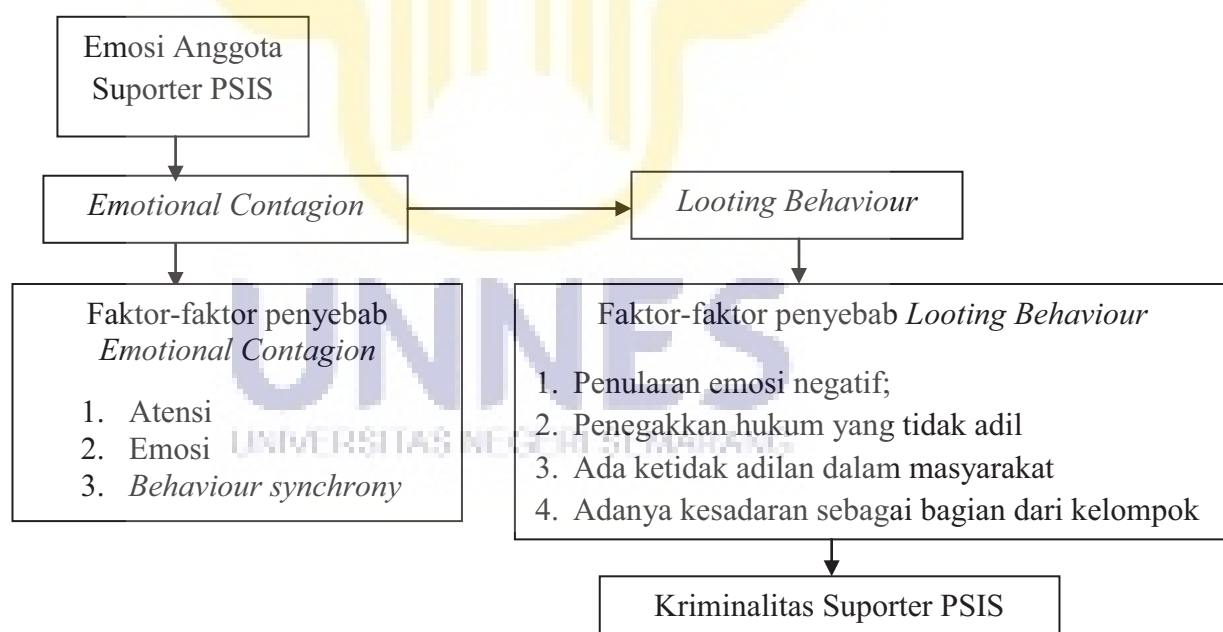 Emosi Anggota
Suporter PSIS
Emotional Contagion
Looting Behaviour
Faktor-faktor penyebab
Emotional Contagion
1. Atensi
2. Emosi
3. Behaviour synchrony
Faktor-faktor penyebab Looting Behaviour
1. Penularan emosi negatif;
2. Penegakkan hukum yang tidak adil
3. Ada ketidak adilan dalam masyarakat
4. Adanya kesadaran sebagai bagian dari kelompok
Kriminalitas Suporter PSIS
UNNES
UNIVERSITAS NEGERI SEMARANG